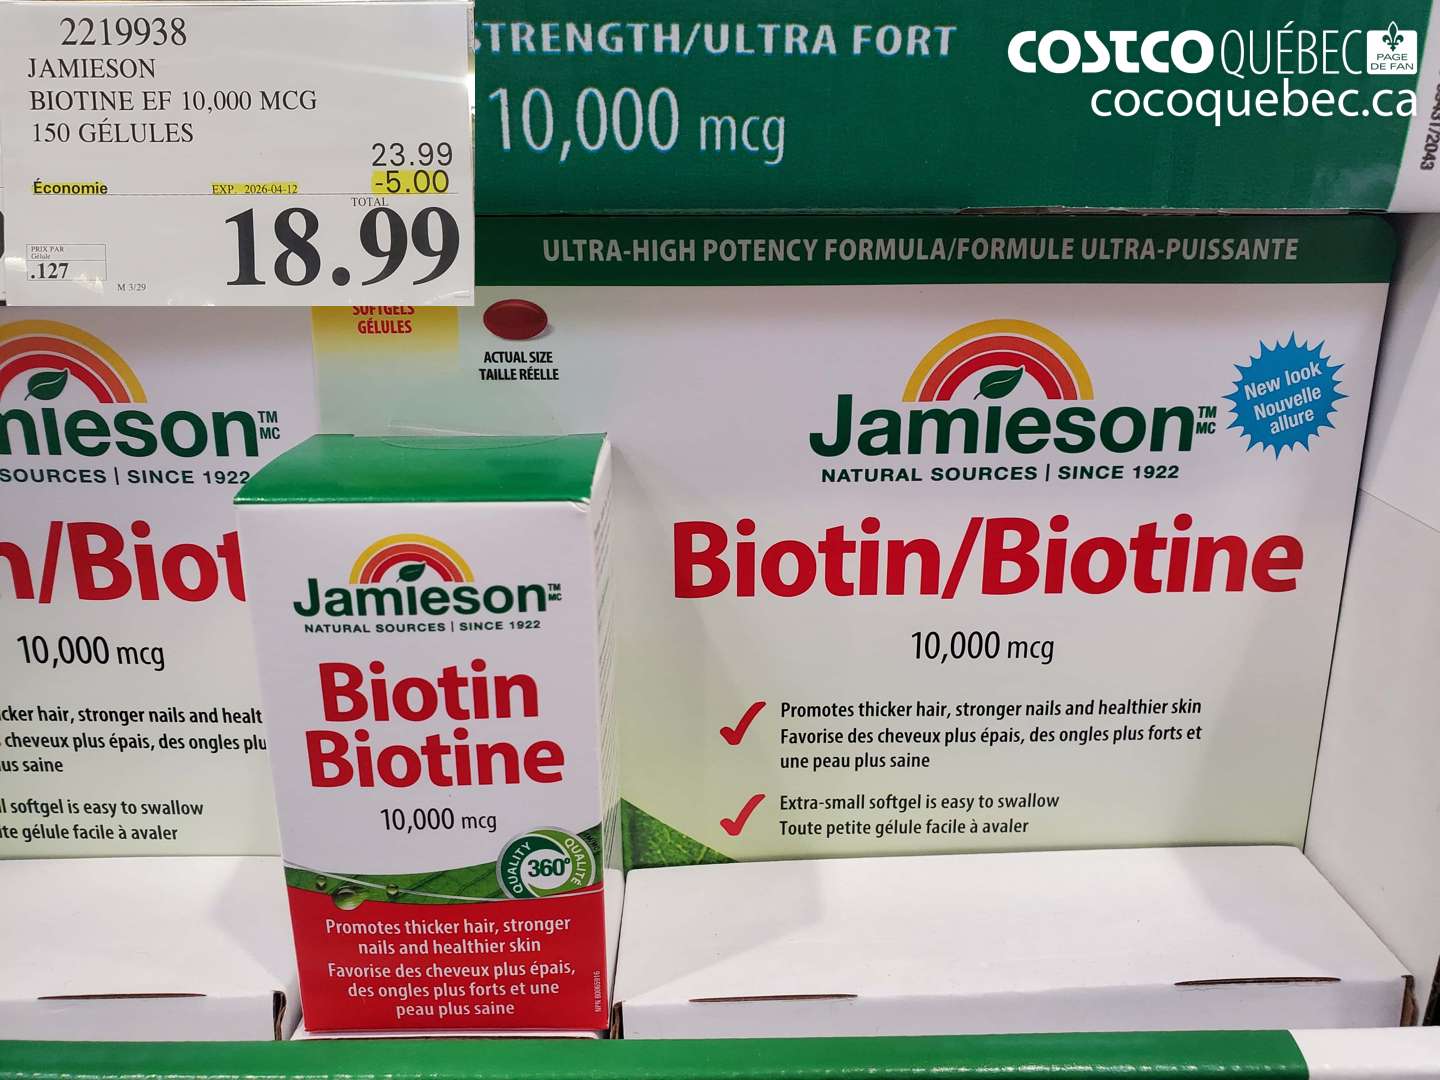 2219938
JAMIESON
BIOTINE EF 10,000 MCG
150 GÉLULES
23.99
Économie
EXP. 2026-04-12
-5.00
TOTAL
18.99
PRIX PAR
Gélule
.127
M 3/29
STRENGTH/ULTRA FORT
10,000 mcg
COSTCO QUÉBEC
PAGE
DE FAN
cocoquebec.ca
ULTRA-HIGH POTENCY FORMULA/FORMULE ULTRA-PUISSANTE
SOFTGELS
GÉLULES
ACTUAL SIZE
TAILLE RÉELLE
mieson TM MC
SOURCES | SINCE 1922
n/Biot
10,000 mcg
cker hair, stronger nails and healt
cheveux plus épais, des ongles plu
us saine
l softgel is easy to swallow
ite gélule facile à avaler
Jamieson TM MC
NATURAL SOURCES | SINCE 1922
Biotin
Biotine
10,000 mcg
QUALITY 360° QUALITÉ
Promotes thicker hair, stronger
nails and healthier skin
Favorise des cheveux plus épais,
des ongles plus forts et une
peau plus saine
Jamieson TM MC
NATURAL SOURCES | SINCE 1922
New look
Nouvelle
allure
Biotin/Biotine
10,000 mcg
Promotes thicker hair, stronger nails and healthier skin
Favorise des cheveux plus épais, des ongles plus forts et
une peau plus saine
Extra-small softgel is easy to swallow
Toute petite gélule facile à avaler